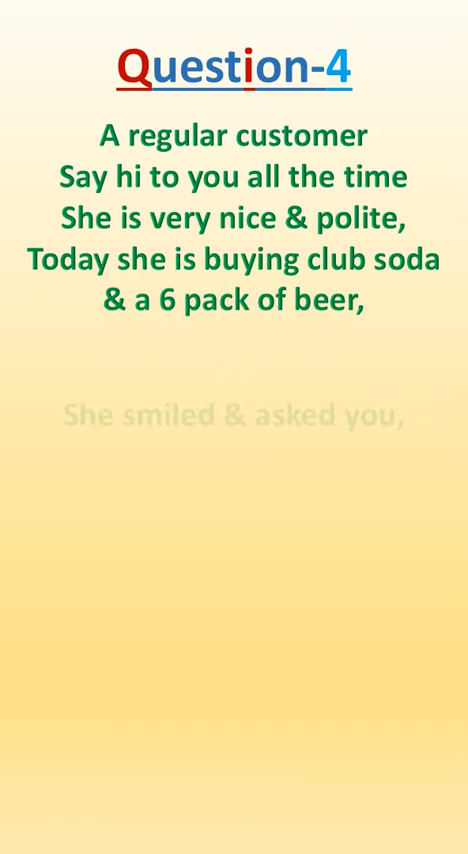 Question-4
A regular customer
Say hi to you all the time
She is very nice & polite,
Today she is buying club soda
& a 6 pack of beer,
She smiled & asked you,